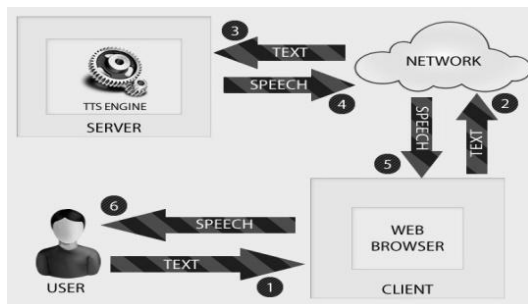 3
TEXT
NETWORK
SPEECH
4
2
TTS ENGINE
SERVER
SPEECH
TEXT
5
6
SPEECH
WEB
BROWSER
TEXT
1
USER
CLIENT